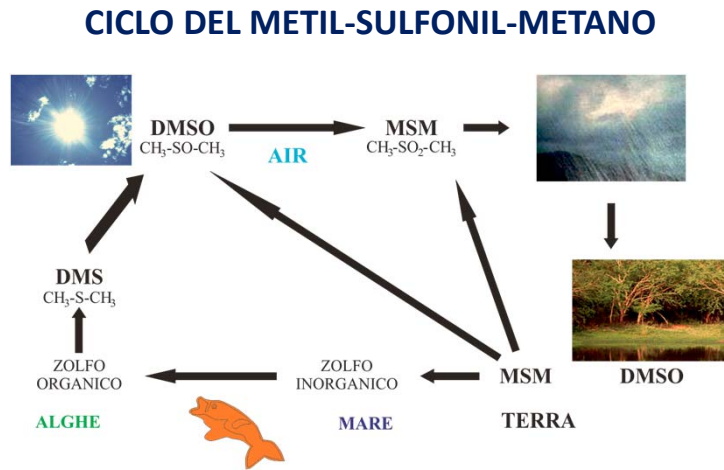 CICLO DEL METIL-SULFONIL-METANO
DMSO
CH₃-SO-CH₃
AIR
MSM
CH₃-SO₂-CH₃
DMS
CH₃-S-CH₃
ZOLFO
ORGANICO
ALGHE
ZOLFO
INORGANICO
MARE
MSM
TERRA
DMSO